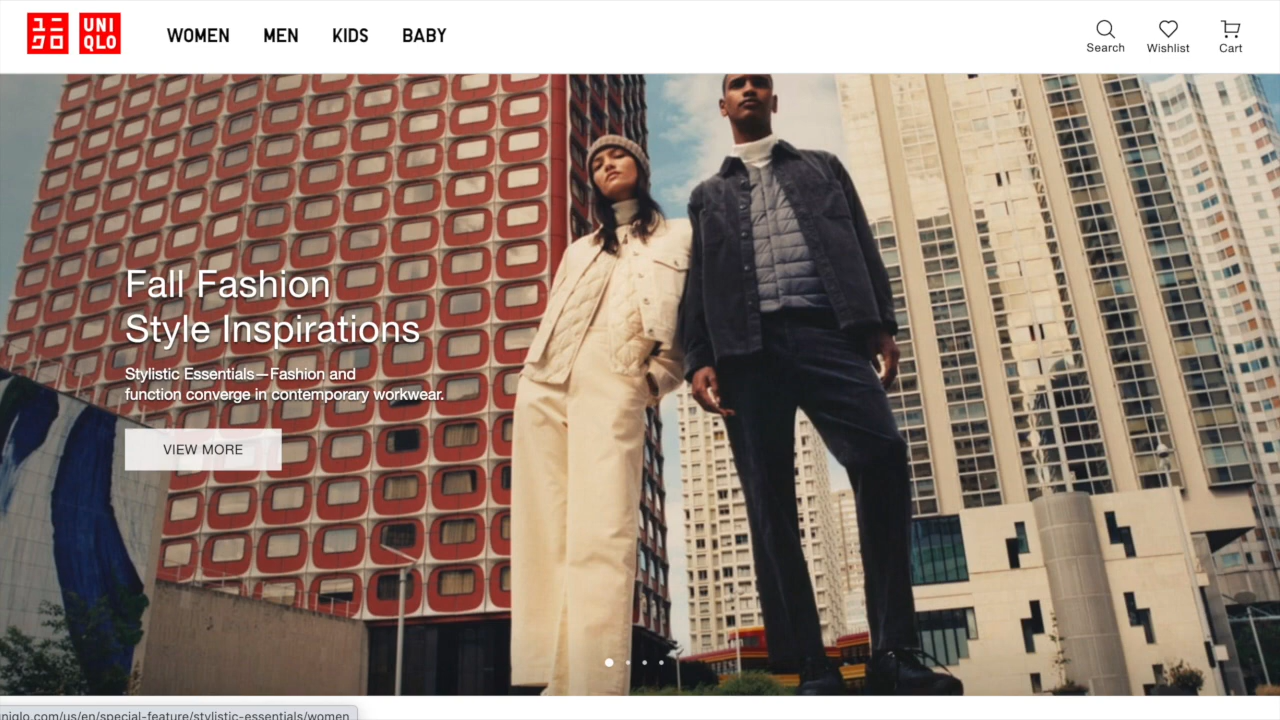 ユニ
クロ
UNI
QLO
WOMEN
MEN
KIDS
BABY
Search
Wishlist
Cart
Fall Fashion
Style Inspirations
Stylistic Essentials—Fashion and
function converge in contemporary workwear.
VIEW MORE
uniqlo.com/us/en/special-feature/stylistic-essentials/women